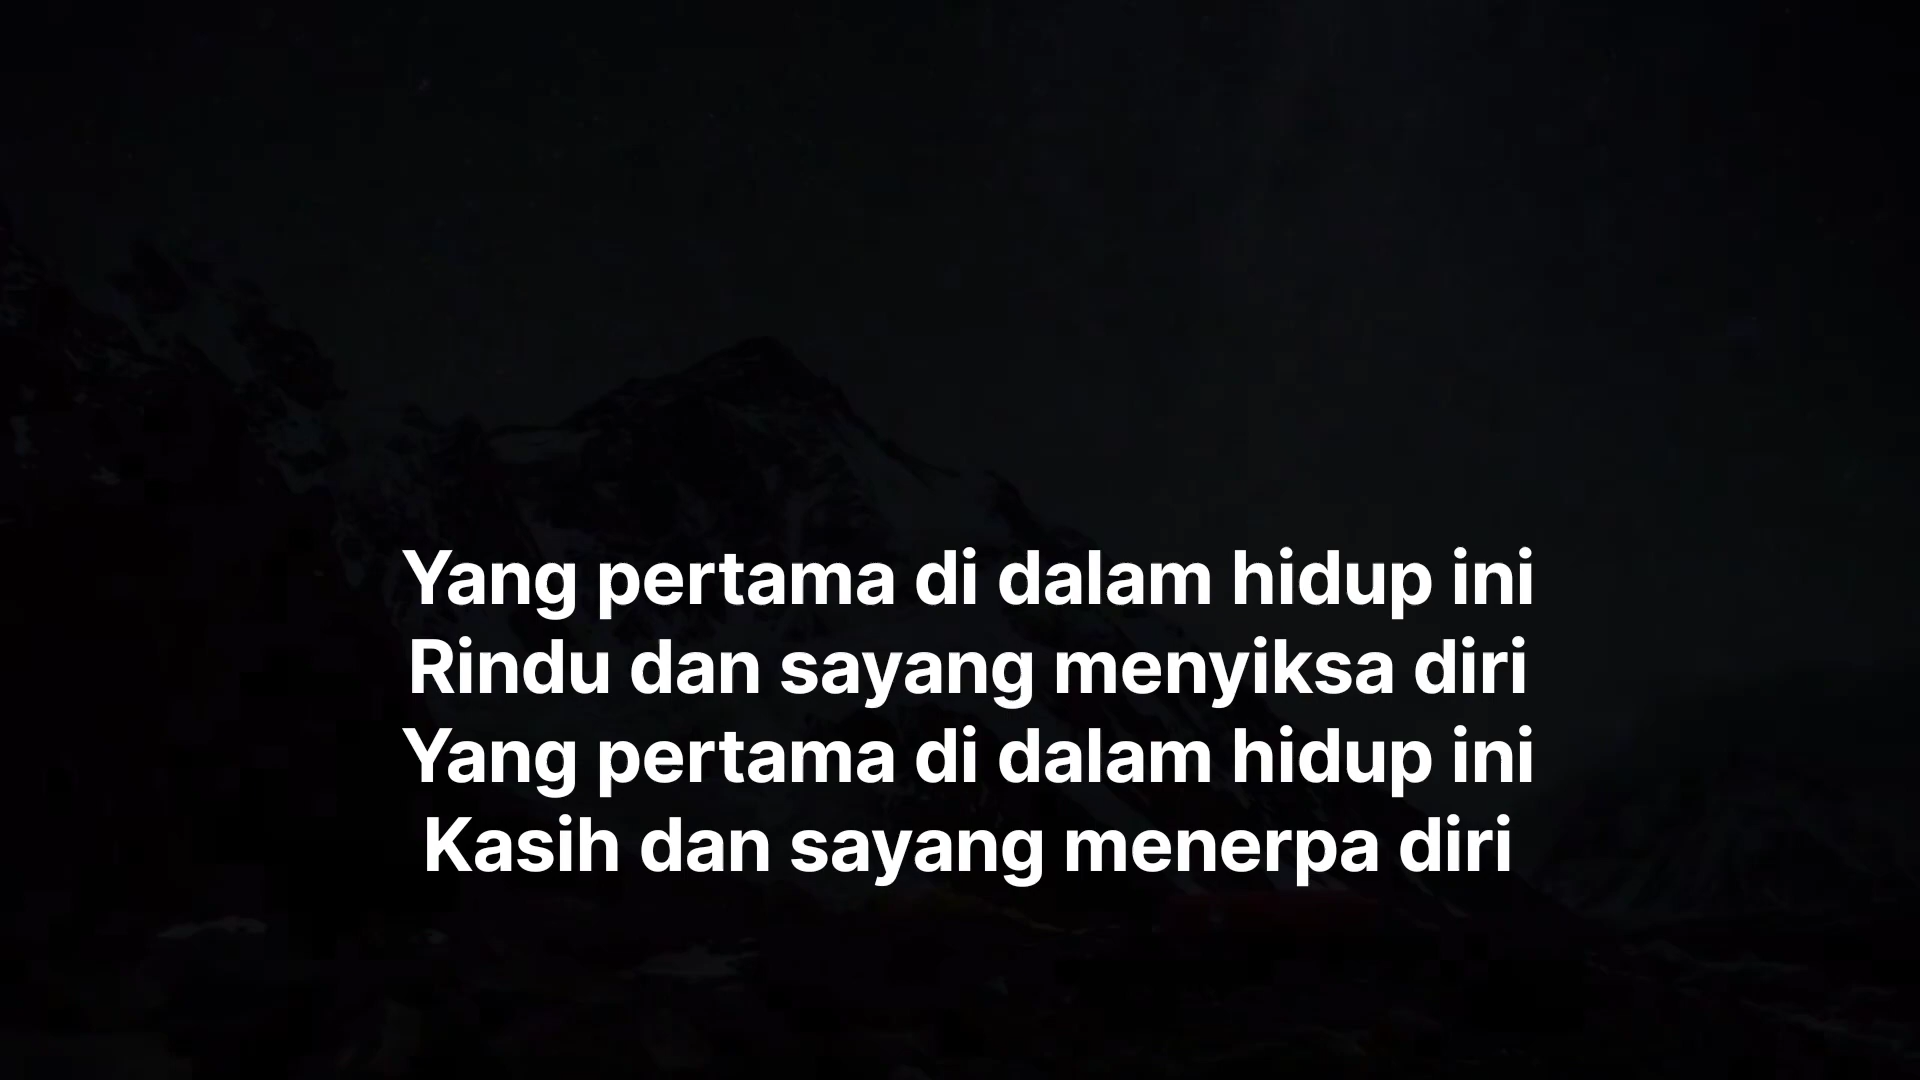 Yang pertama di dalam hidup ini
Rindu dan sayang menyiksa diri
Yang pertama di dalam hidup ini
Kasih dan sayang menerpa diri